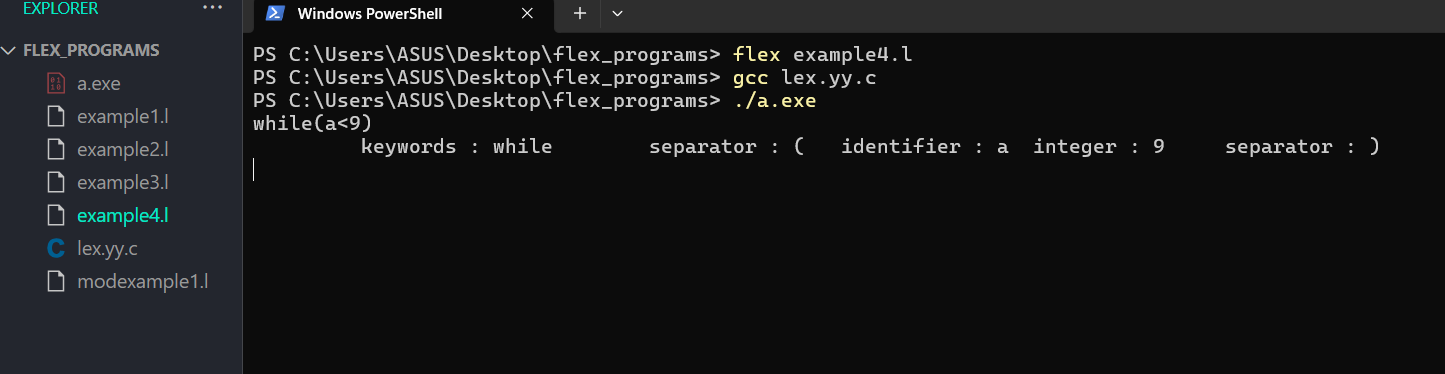 EXPLORER ...
FLEX_PROGRAMS
a.exe
example1.l
example2.l
example3.l
example4.l
lex.yy.c
modexample1.l
Windows PowerShell
PS C:\Users\ASUS\Desktop\flex_programs> flex example4.l
PS C:\Users\ASUS\Desktop\flex_programs> gcc lex.yy.c
PS C:\Users\ASUS\Desktop\flex_programs> ./a.exe
while(a<9)
keywords : while separator : ( identifier : a integer : 9 separator : )